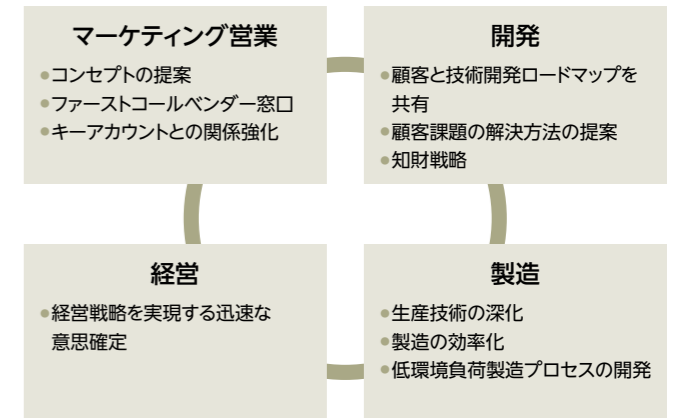 マーケティング営業
●コンセプトの提案
●ファーストコールベンダー窓口
●キーアカウントとの関係強化
開発
●顧客と技術開発ロードマップを
共有
●顧客課題の解決方法の提案
●知財戦略
経営
●経営戦略を実現する迅速な
意思確定
製造
●生産技術の深化
●製造の効率化
●低環境負荷製造プロセスの開発